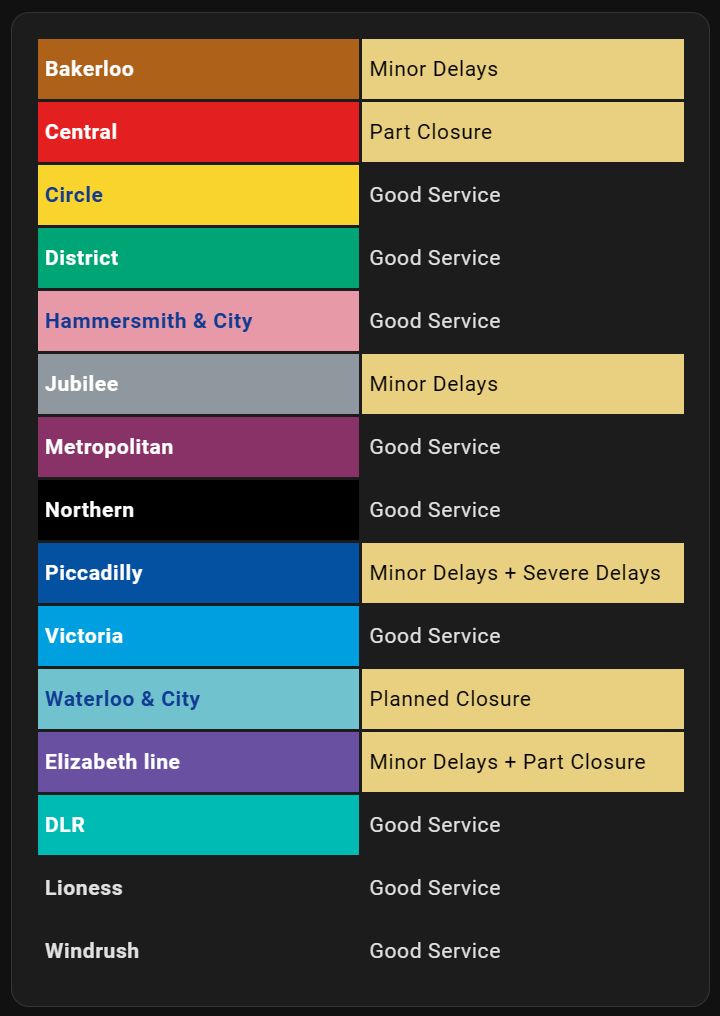 Bakerloo Minor Delays
Central Part Closure
Circle Good Service
District Good Service
Hammersmith & City Good Service
Jubilee Minor Delays
Metropolitan Good Service
Northern Good Service
Piccadilly Minor Delays + Severe Delays
Victoria Good Service
Waterloo & City Planned Closure
Elizabeth line Minor Delays + Part Closure
DLR Good Service
Lioness Good Service
Windrush Good Service